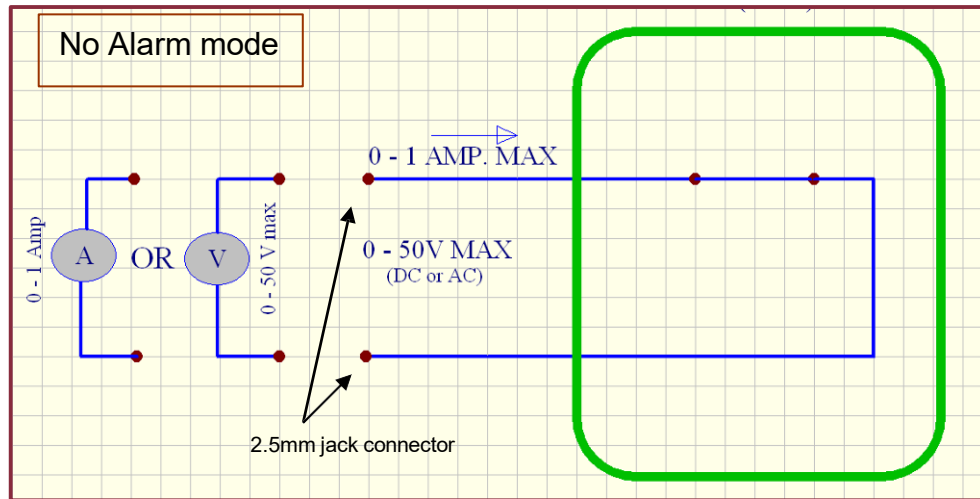 No Alarm mode
0 - 1 AMP. MAX
0 - 1 Amp
A
OR
V
0 - 50 V max
0 - 50V MAX
(DC or AC)
2.5mm jack connector